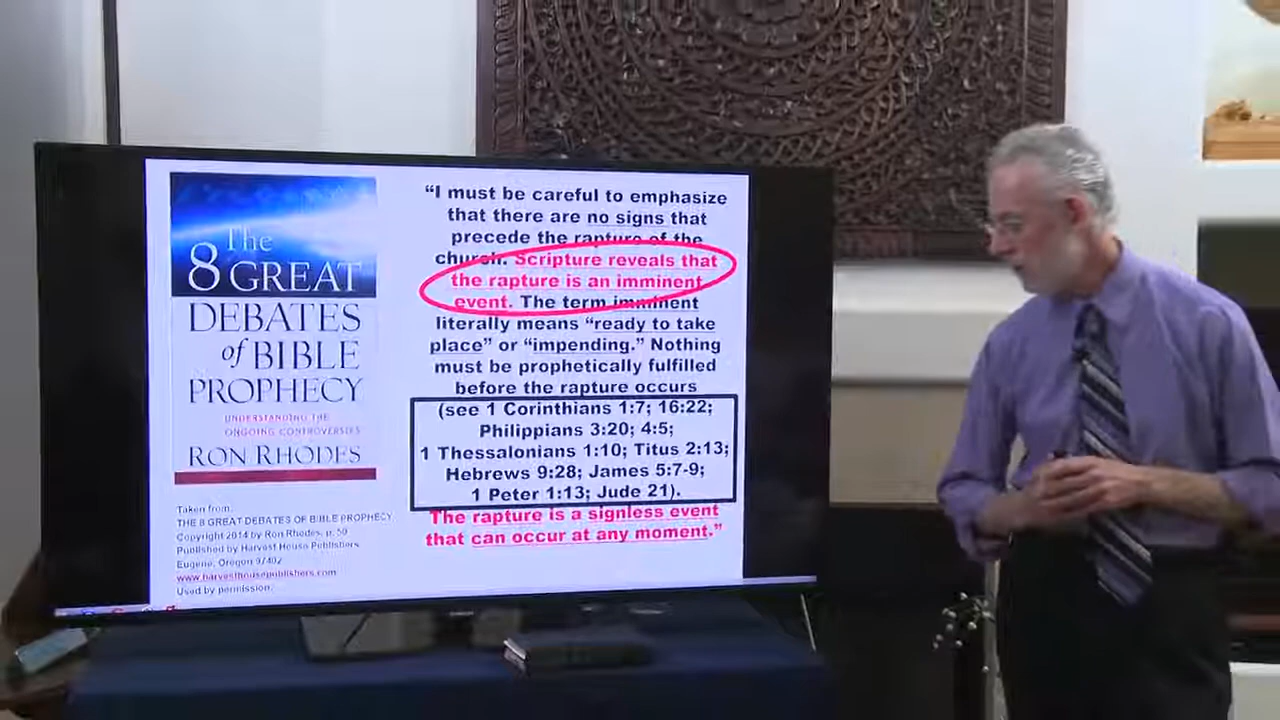 The
8 GREAT
DEBATES
of BIBLE
PROPHECY
UNDERSTANDING THE
ONGOING CONTROVERSIES
RON RHODES
Taken from:
THE 8 GREAT DEBATES OF BIBLE PROPHECY
Copyright 2014 by Ron Rhodes, p. 50
Published by Harvest House Publishers
Eugene, Oregon 97402
www.harvesthousepublishers.com
Used by permission.
“I must be careful to emphasize
that there are no signs that
precede the rapture of the
church. Scripture reveals that
the rapture is an imminent
event. The term imminent
literally means “ready to take
place” or “impending.” Nothing
must be prophetically fulfilled
before the rapture occurs
(see 1 Corinthians 1:7; 16:22;
Philippians 3:20; 4:5;
1 Thessalonians 1:10; Titus 2:13;
Hebrews 9:28; James 5:7-9;
1 Peter 1:13; Jude 21).
The rapture is a signless event
that can occur at any moment.”